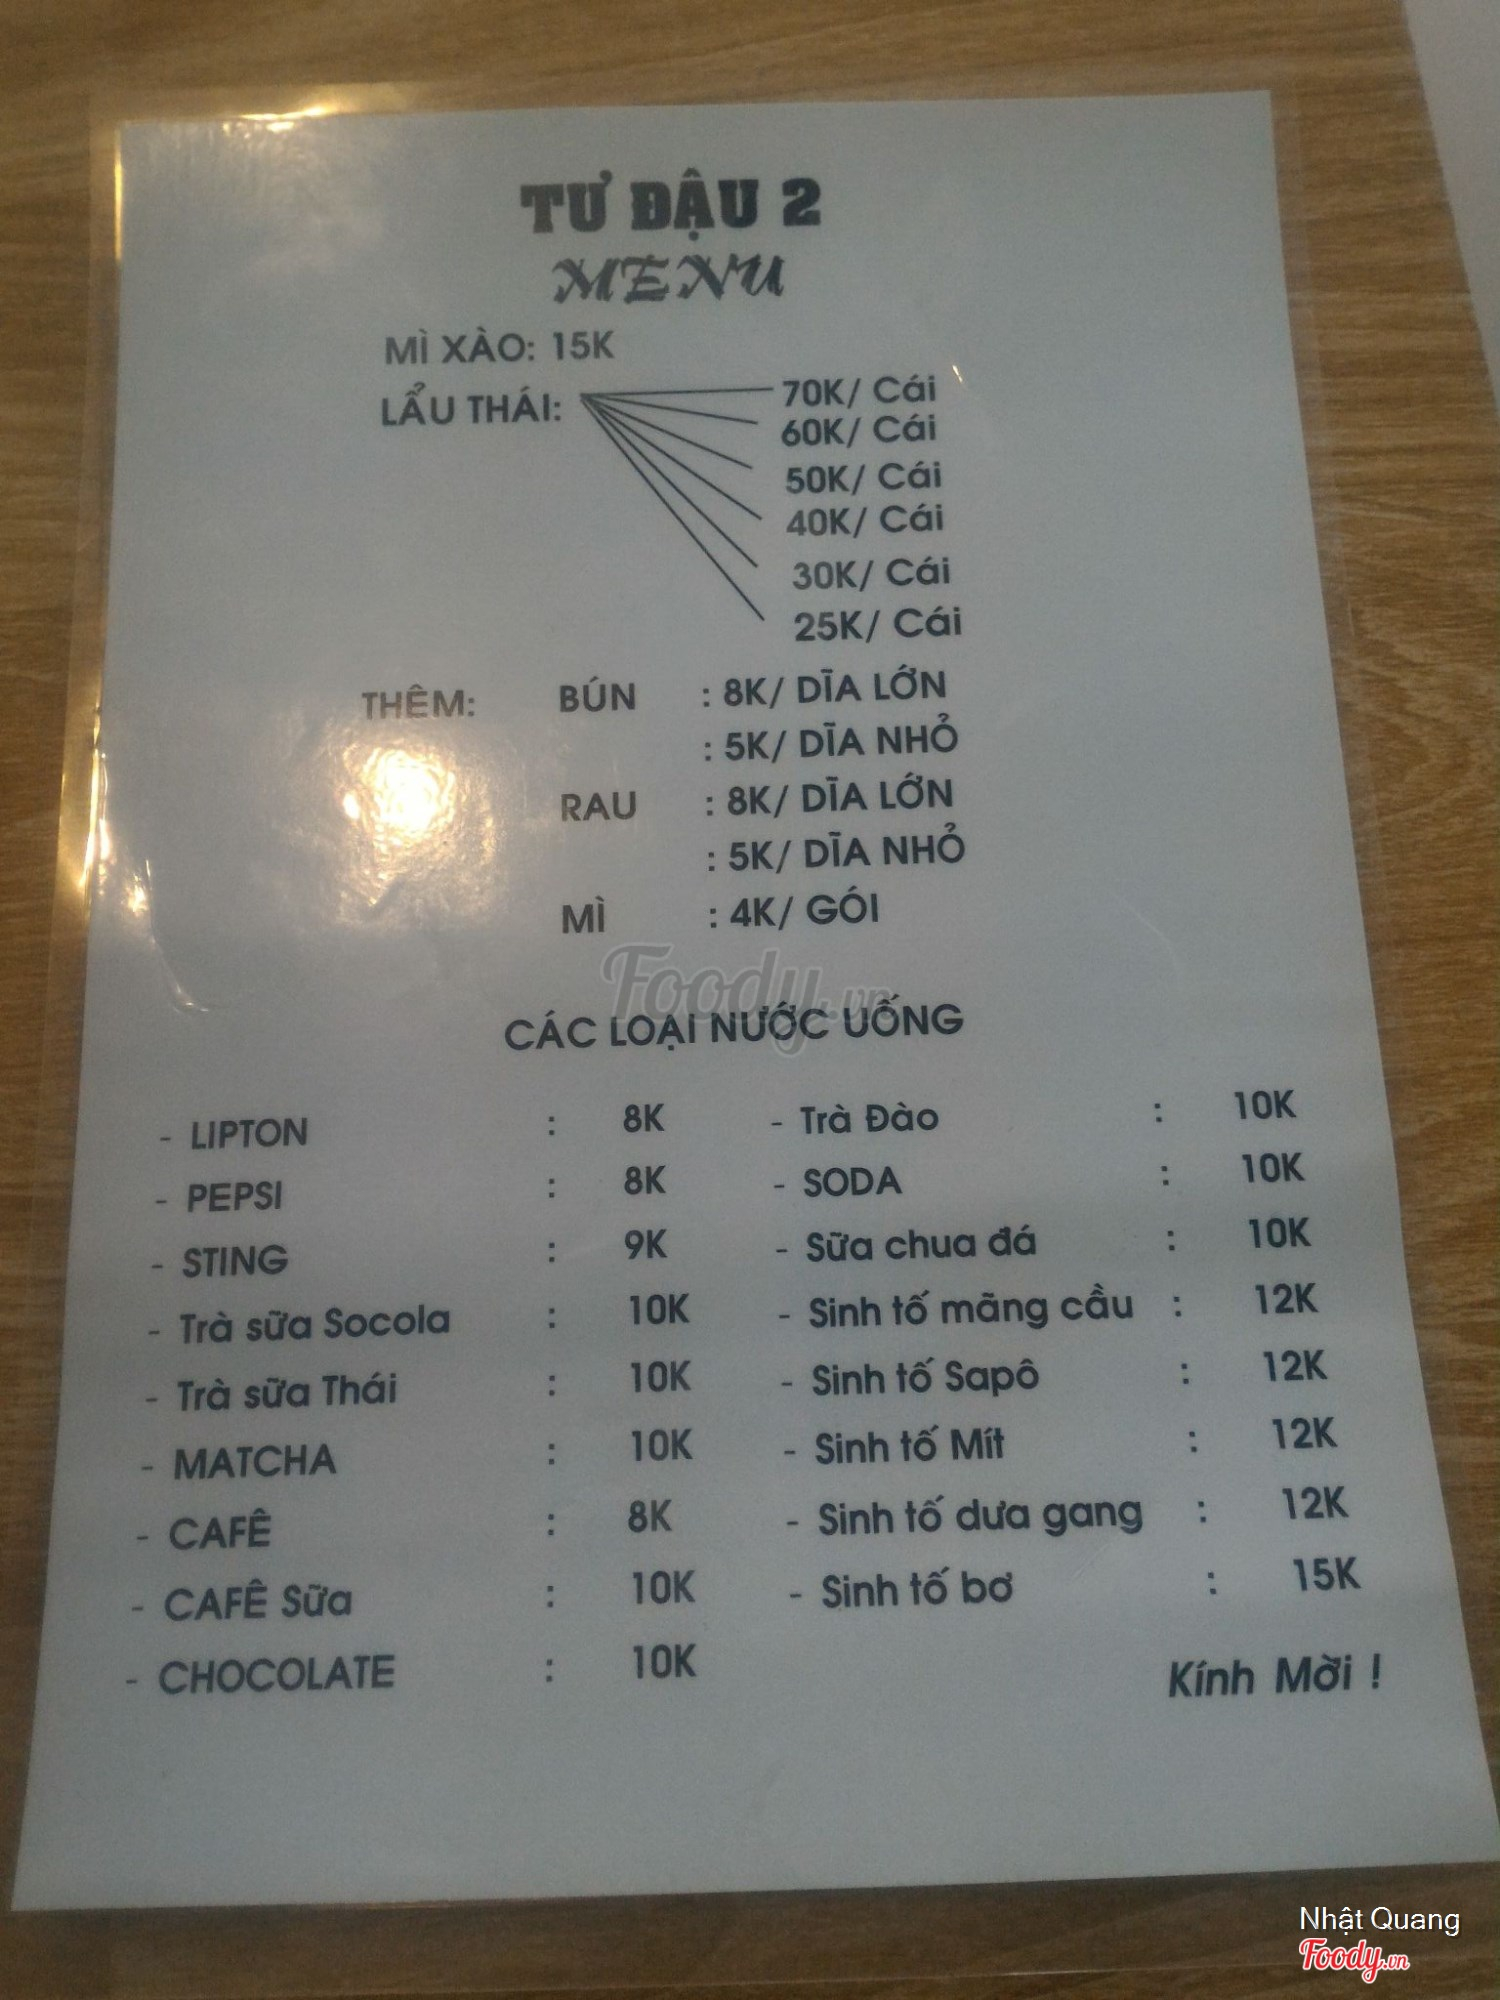 TƯ ĐẬU 2
MENU
MÌ XÀO: 15K
LẨU THÁI:
70K/ Cái
60K/ Cái
50K/ Cái
40K/ Cái
30K/ Cái
25K/ Cái
THÊM: BÚN : 8K/ DĨA LỚN
: 5K/ DĨA NHỎ
RAU : 8K/ DĨA LỚN
: 5K/ DĨA NHỎ
MÌ : 4K/ GÓI
Foody.vn
CÁC LOẠI NƯỚC UỐNG
- LIPTON : 8K
- PEPSI : 8K
- STING : 9K
- Trà sữa Socola : 10K
- Trà sữa Thái : 10K
- MATCHA : 10K
- CAFÊ : 8K
- CAFÊ Sữa : 10K
- CHOCOLATE : 10K
- Trà Đào : 10K
- SODA : 10K
- Sữa chua đá : 10K
- Sinh tố mãng cầu : 12K
- Sinh tố Sapô : 12K
- Sinh tố Mít : 12K
- Sinh tố dưa gang : 12K
- Sinh tố bơ : 15K
Kính Mời !
Nhật Quang
Foody.vn